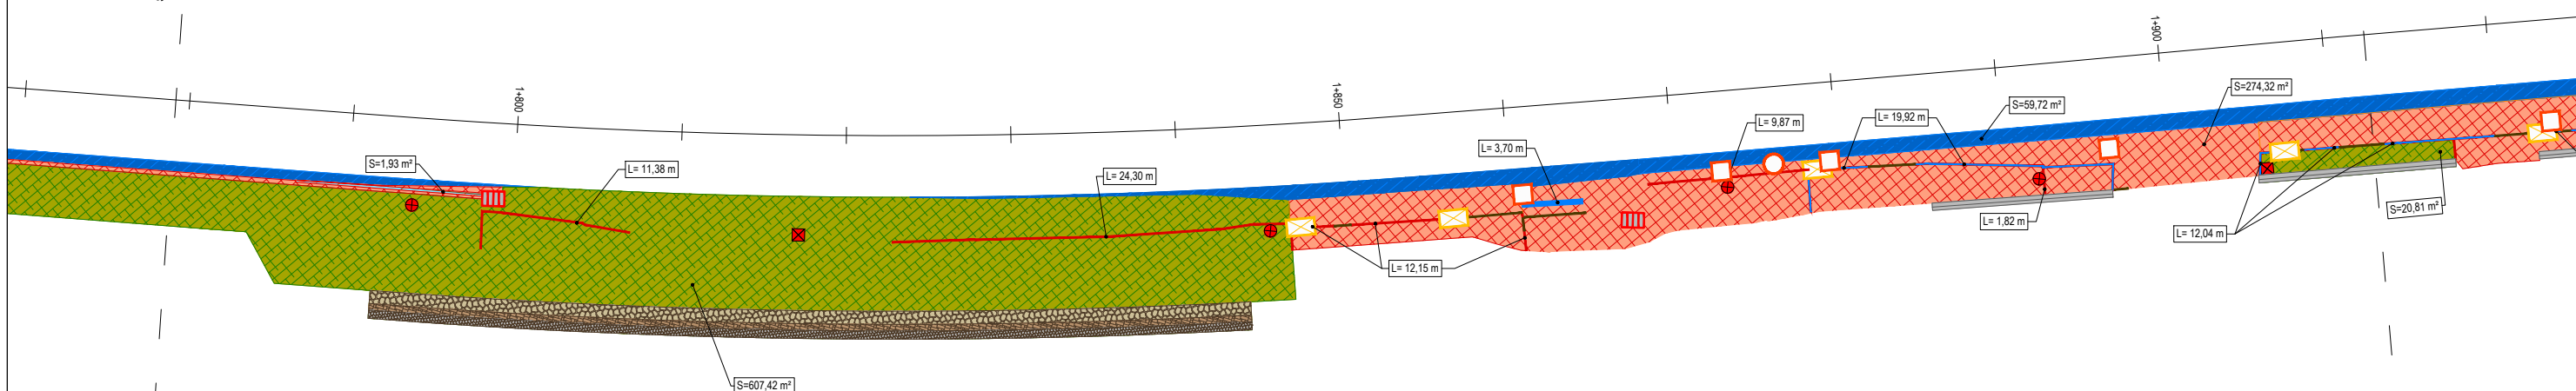 1+800
1+850
1+900
S=1,93 m²
L= 11,38 m
L= 24,30 m
L= 12,15 m
L= 3,70 m
L= 9,87 m
L= 19,92 m
S=59,72 m²
S=274,32 m²
L= 1,82 m
L= 12,04 m
S=20,81 m²
S=607,42 m²